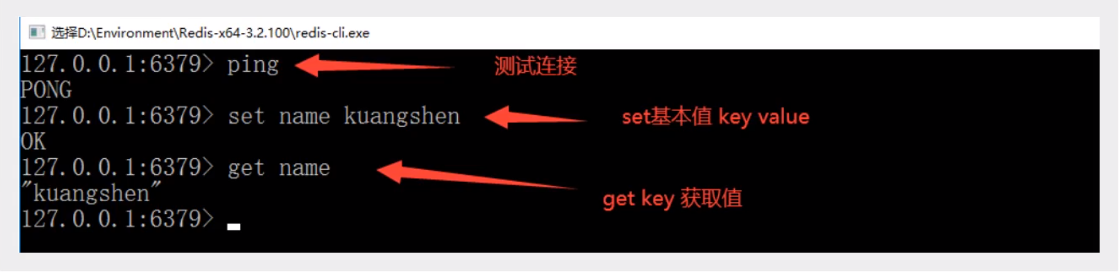 选择D:\Environment\Redis-x64-3.2.100\redis-cli.exe
127.0.0.1:6379> ping 测试连接
PONG
127.0.0.1:6379> set name kuangshen set基本值 key value
OK
127.0.0.1:6379> get name
"kuangshen" get key 获取值
127.0.0.1:6379>